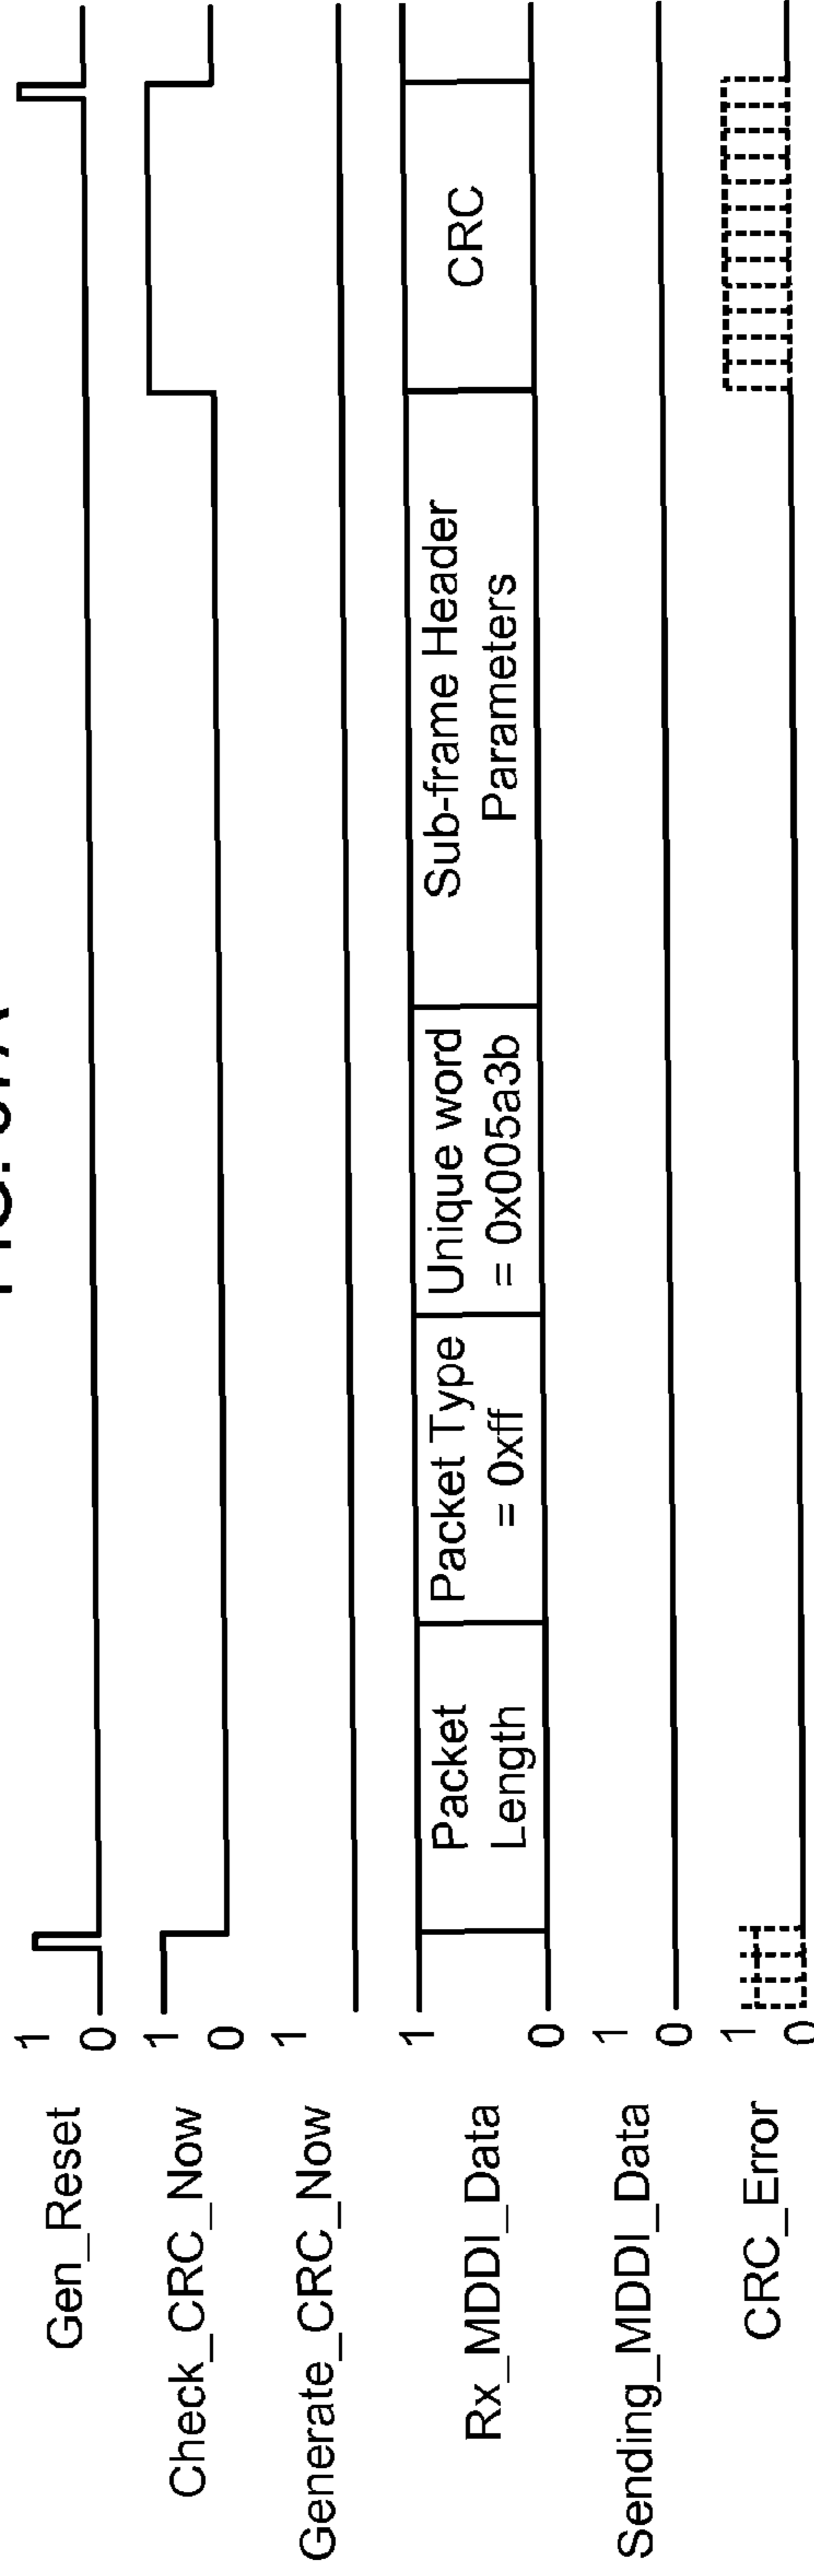 Gen_Reset
1
0
Check_CRC_Now
1
0
Generate_CRC_Now
1
Rx_MDDI_Data
1
0
Packet
Length
Packet Type
= 0xff
Unique word
= 0x005a3b
Sub-frame Header
Parameters
CRC
Sending_MDDI_Data
1
0
CRC_Error
1
0